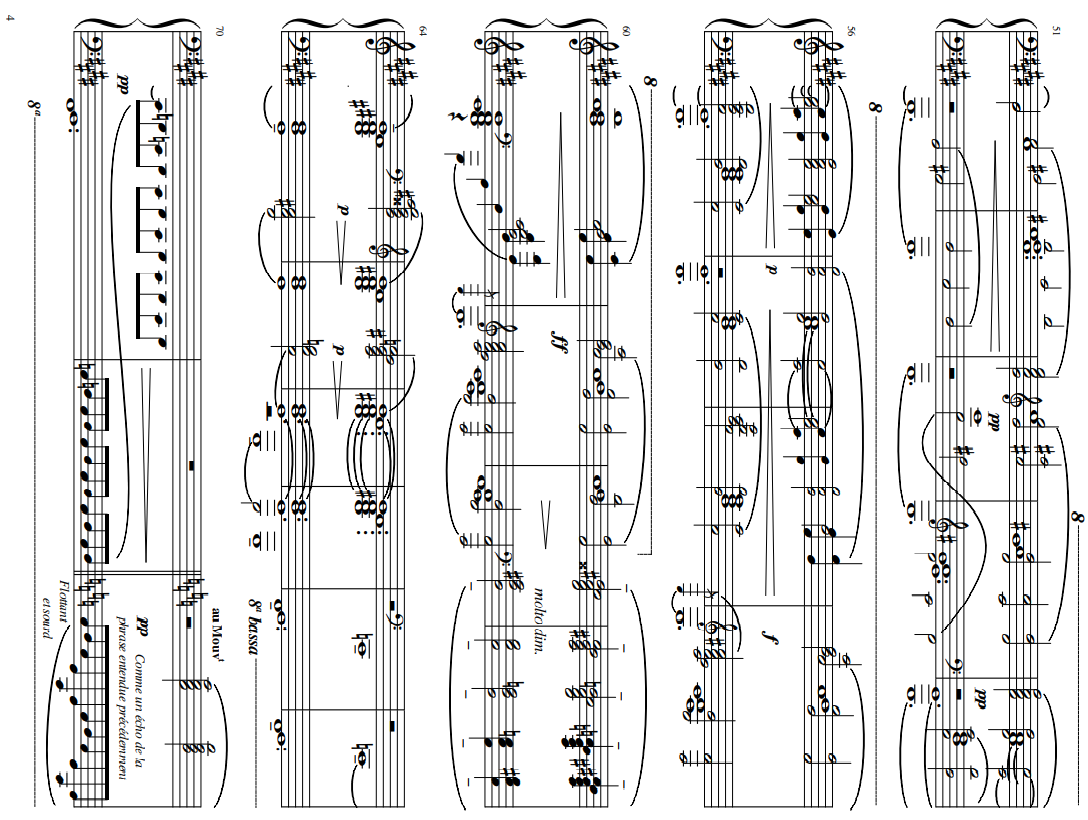 51
8
pp
pp
56
8
p
f
60
8
ff
molto dim.
64
p
p
8va bassa
70
pp
au Mouvt
pp Comme un écho de la
phrase entendue précédemment
Flottant
et sourd
8va
4